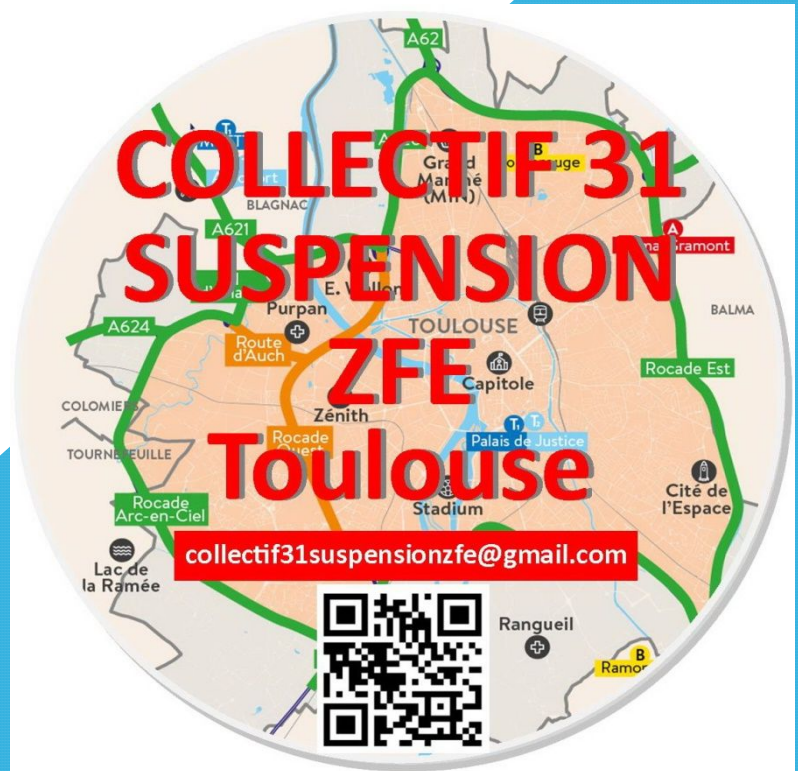 A62
COLLECTIF 31
Grand
Marché
(MIN)
B
A
BLAGNAC
A621
SUSPENSION
E.
Purpan
BALMA
A624
TOULOUSE
Route
d'Auch
ZFE
Capitole
Rocade Est
COLOMIERS
Zénith
T1 T2
Palais de Justice
Rocade
Ouest
TOURNEFEUILLE
Toulouse
Cité de
l'Espace
Stadium
Rocade
Arc-en-Ciel
collectif31suspensionzfe@gmail.com
Lac de
la Ramée
Rangueil
B